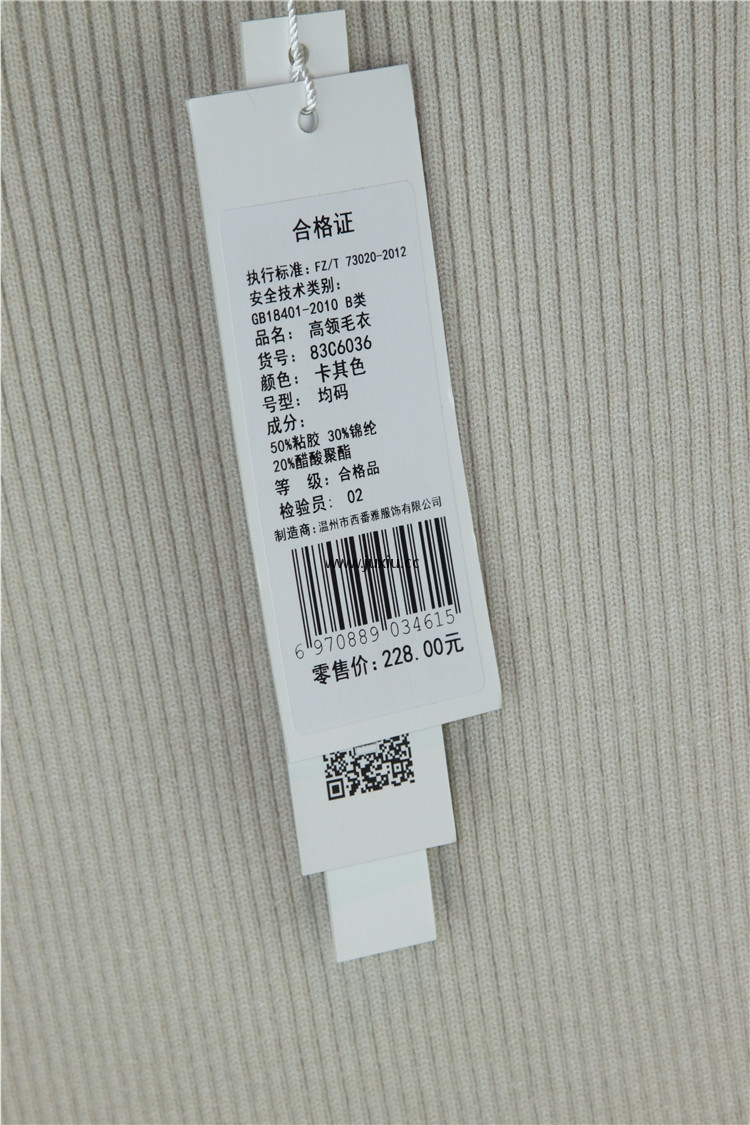 合格证
执行标准：FZ/T 73020-2012
安全技术类别：
GB18401-2010 B类
品名： 高领毛衣
货号： 83C6036
颜色： 卡其色
号型： 均码
成分：
50%粘胶 30%锦纶
20%醋酸聚酯
等 级：合格品
检验员： 02
制造商：温州市西番雅服饰有限公司
6 970889 034615
零售价：228.00元